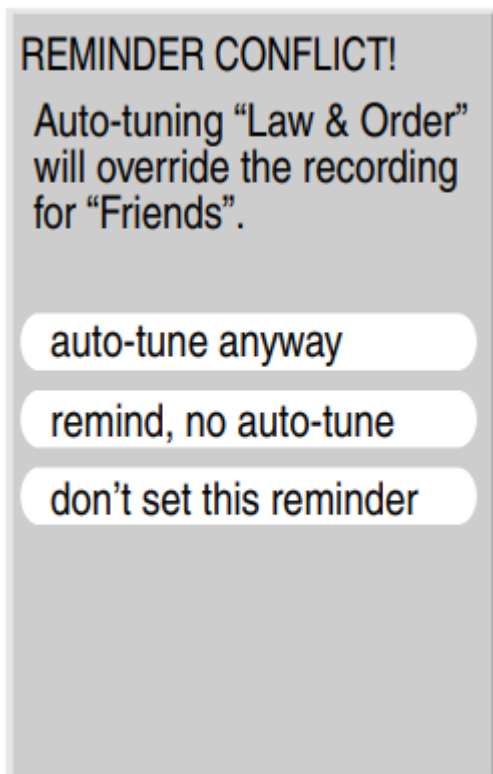 REMINDER CONFLICT!
Auto-tuning “Law & Order”
will override the recording
for “Friends”.
auto-tune anyway
remind, no auto-tune
don’t set this reminder